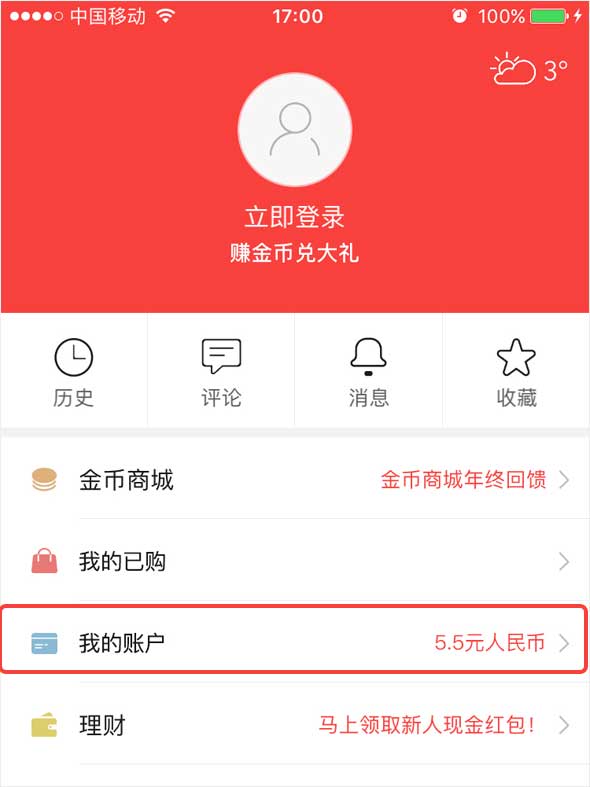 中国移动 17:00 100%
3°
立即登录
赚金币兑大礼
历史 评论 消息 收藏
金币商城 金币商城年终回馈
我的已购
我的账户 5.5元人民币
理财 马上领取新人现金红包!